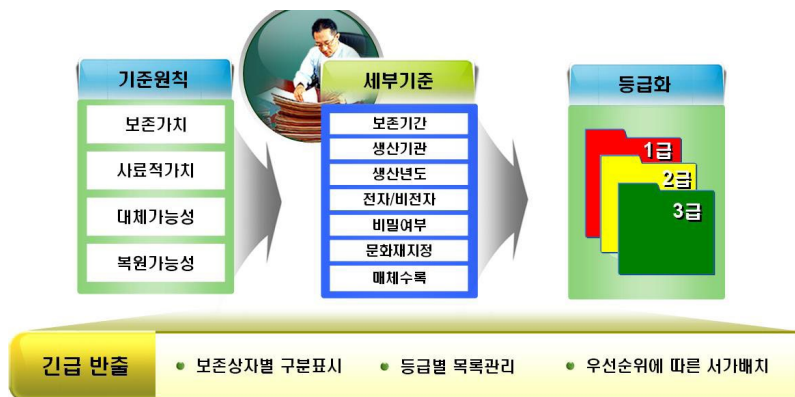 기준원칙
보존가치
사료적가치
대체가능성
복원가능성
세부기준
보존기간
생산기관
생산년도
전자/비전자
비밀여부
문화재지정
매체수록
등급화
1급
2급
3급
긴급 반출
• 보존상자별 구분표시 • 등급별 목록관리 • 우선순위에 따른 서가배치